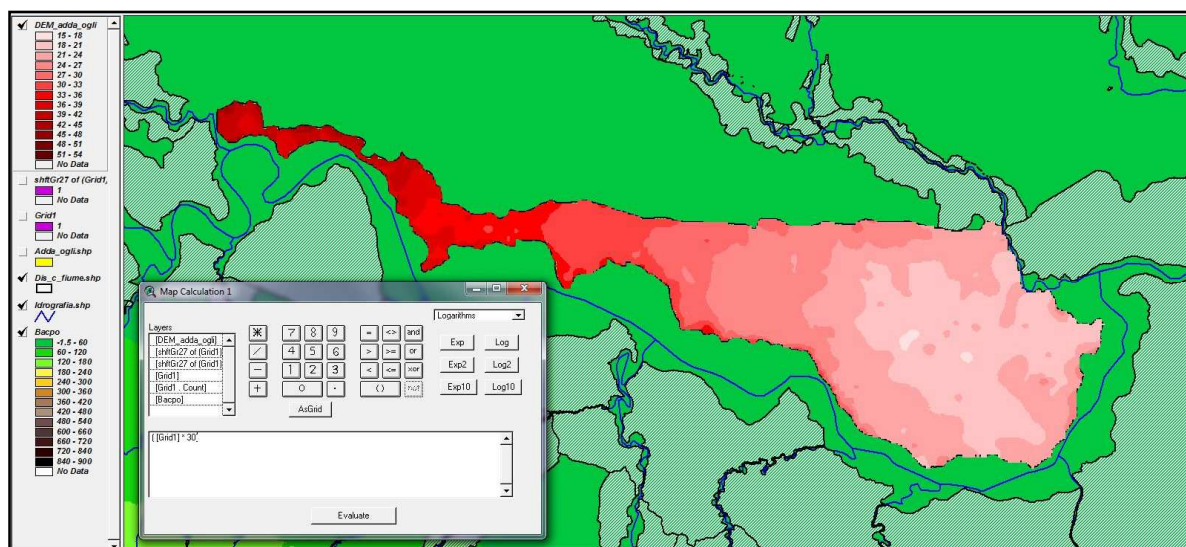 DEM_adda_ogli
15 - 18
18 - 21
21 - 24
24 - 27
27 - 30
30 - 33
33 - 36
36 - 39
39 - 42
42 - 45
45 - 48
48 - 51
51 - 54
No Data
shftGr27 of (Grid1,
1
No Data
Grid1
1
No Data
Adda_ogli.shp
Dis_c_fiume.shp
Idrografia.shp
Bacpo
-1.5 - 60
60 - 120
120 - 180
180 - 240
240 - 300
300 - 360
360 - 420
420 - 480
480 - 540
540 - 600
600 - 660
660 - 720
720 - 840
840 - 900
No Data
Map Calculation 1
Layers
[DEM_adda_ogli]
[shftGr27 of (Grid1
[shftGr27 of (Grid1
[Grid1]
[Grid1 . Count]
[Bacpo]
* 7 8 9 = <> and
/ 4 5 6 > >= or
- 1 2 3 < <= xor
+ 0 . ( ) not
AsGrid
Logarithms
Exp Log
Exp2 Log2
Exp10 Log10
( [Grid1] * 30
Evaluate